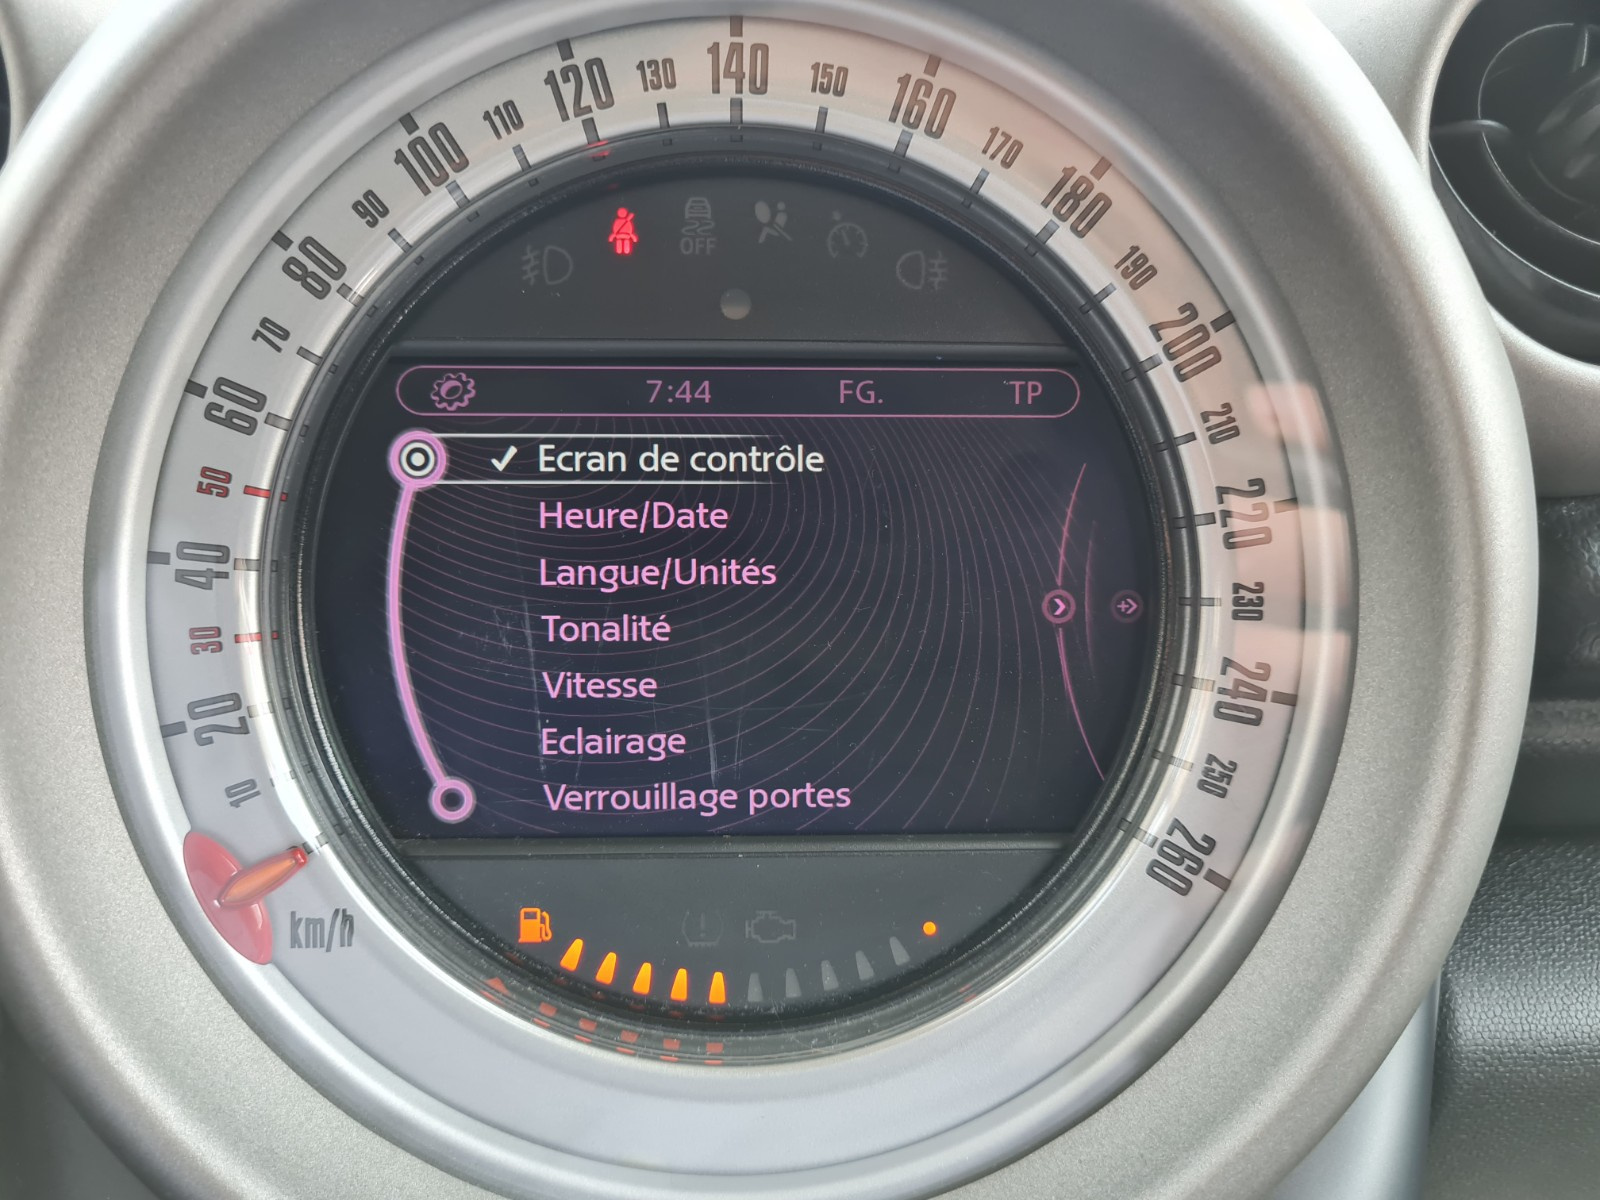 10
20
30
40
50
60
70
80
90
100
110
120
130
140
150
160
170
180
190
200
210
220
230
240
250
260
km/h
OFF
7:44 FG. TP
Ecran de contrôle
Heure/Date
Langue/Unités
Tonalité
Vitesse
Eclairage
Verrouillage portes